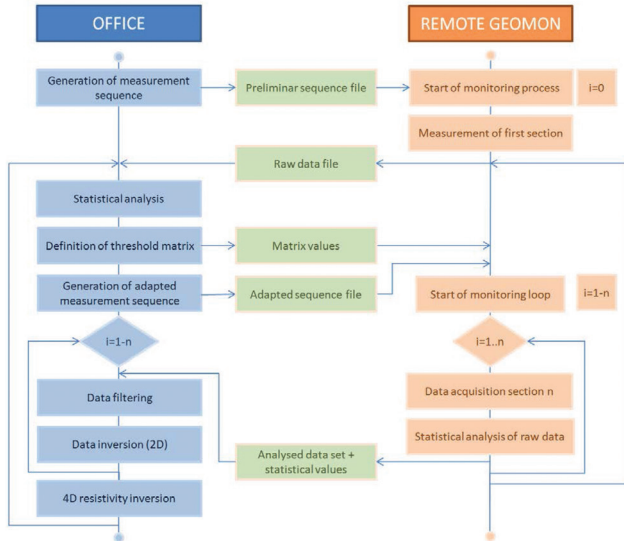 OFFICE
REMOTE GEOMON
Generation of measurement
sequence
Preliminar sequence file
Start of monitoring process
i=0
Measurement of first section
Raw data file
Statistical analysis
Definition of threshold matrix
Matrix values
Generation of adapted
measurement sequence
Adapted sequence file
Start of monitoring loop
i=1-n
i=1-n
i=1..n
Data filtering
Data acquisition section n
Data inversion (2D)
Statistical analysis of raw data
Analysed data set +
statistical values
4D resistivity inversion